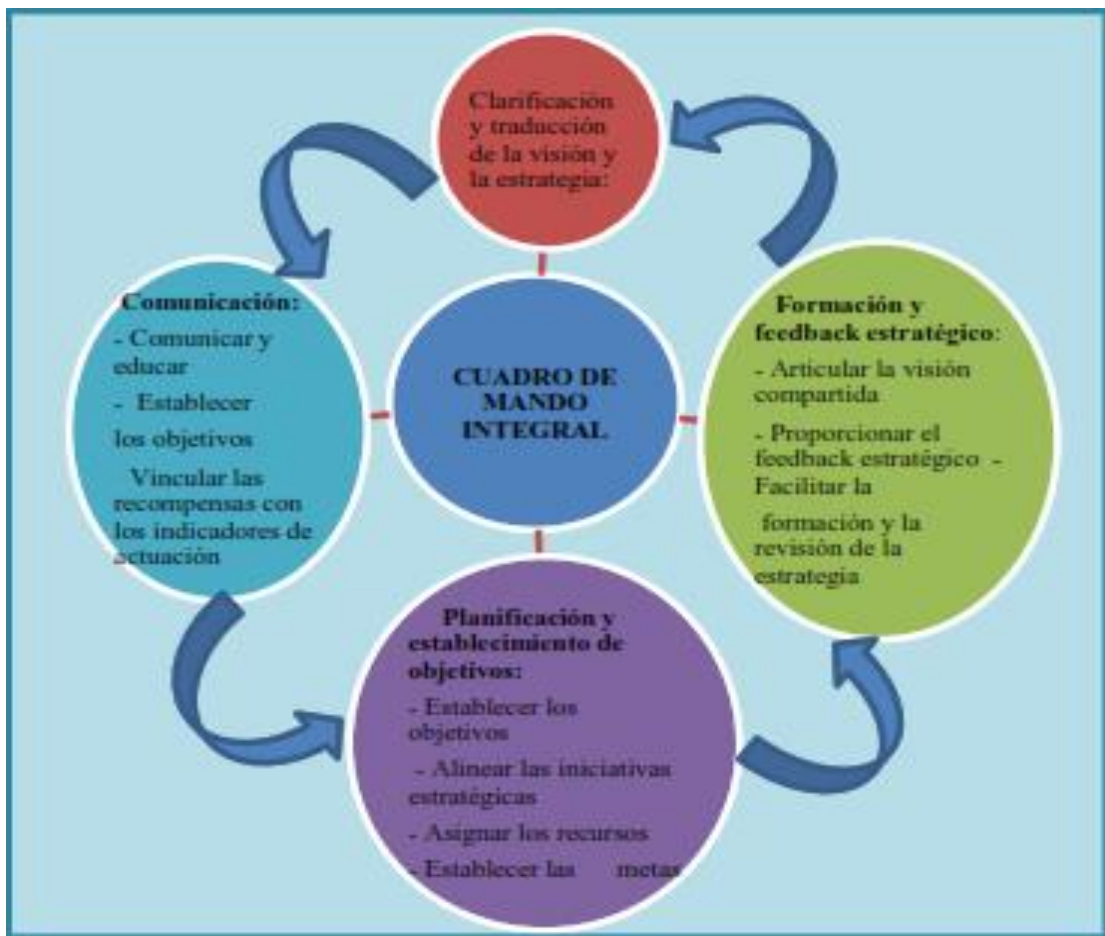 Clarificación
y traducción
de la visión y
la estrategia:
Comunicación:
- Comunicar y
educar
- Establecer
los objetivos
Vincular las
recompensas con
los indicadores de
actuación
CUADRO DE
MANDO
INTEGRAL
Formación y
feedback estratégico:
- Articular la visión
compartida
- Proporcionar el
feedback estratégico -
Facilitar la
formación y la
revisión de la
estrategia
Planificación y
establecimiento de
objetivos:
- Establecer los
objetivos
- Alinear las iniciativas
estratégicas
- Asignar los recursos
- Establecer las metas